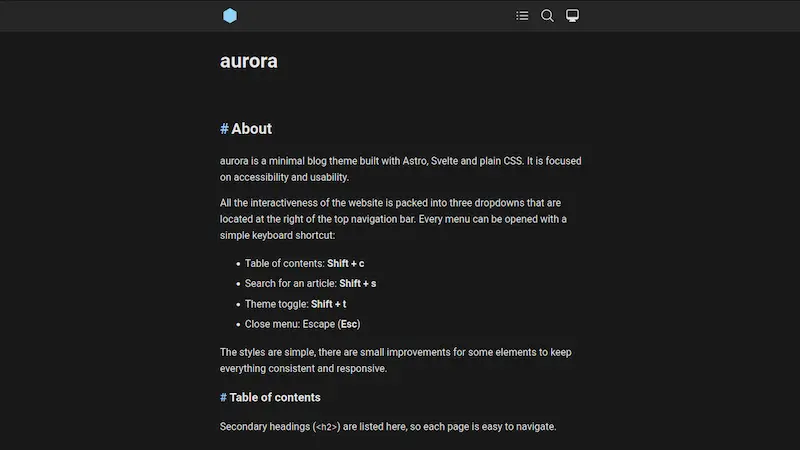 aurora
# About
aurora is a minimal blog theme built with Astro, Svelte and plain CSS. It is focused
on accessibility and usability.
All the interactiveness of the website is packed into three dropdowns that are
located at the right of the top navigation bar. Every menu can be opened with a
simple keyboard shortcut:
• Table of contents: Shift + c
• Search for an article: Shift + s
• Theme toggle: Shift + t
• Close menu: Escape (Esc)
The styles are simple, there are small improvements for some elements to keep
everything consistent and responsive.
# Table of contents
Secondary headings (<h2>) are listed here, so each page is easy to navigate.